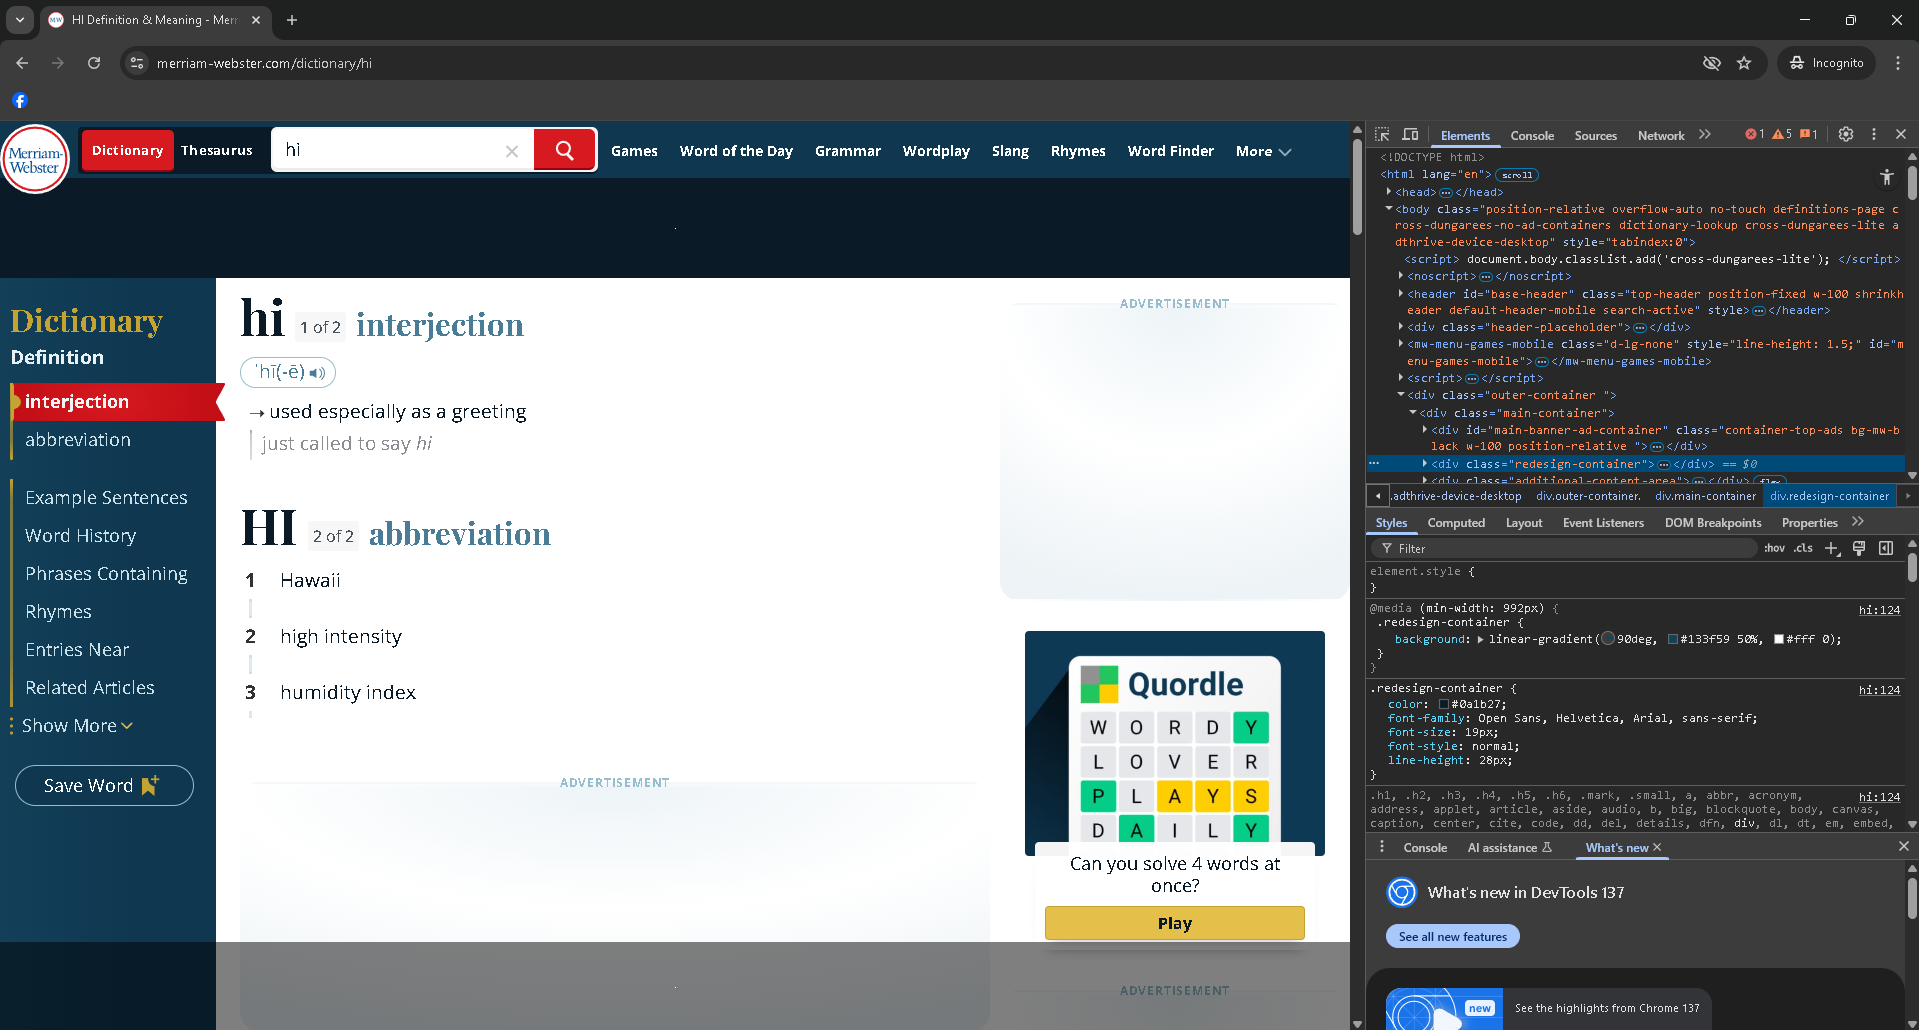 HI Definition & Meaning - Merr
merriam-webster.com/dictionary/hi
Incognito
Merriam-
Webster
Dictionary
Thesaurus
hi
Games
Word of the Day
Grammar
Wordplay
Slang
Rhymes
Word Finder
More
Dictionary
Definition
interjection
abbreviation
Example Sentences
Word History
Phrases Containing
Rhymes
Entries Near
Related Articles
Show More
Save Word
hi 1 of 2 interjection
ˈhī(-ē)
→ used especially as a greeting
just called to say hi
HI 2 of 2 abbreviation
1 Hawaii
2 high intensity
3 humidity index
ADVERTISEMENT
ADVERTISEMENT
Quordle
W O R D Y
L O V E R
P L A Y S
D A I L Y
Can you solve 4 words at
once?
Play
ADVERTISEMENT
Elements
Console
Sources
Network
1
5
1
<!DOCTYPE html>
<html lang="en"> scroll
<head> </head>
<body class="position-relative overflow-auto no-touch definitions-page c
ross-dungarees-no-ad-containers dictionary-lookup cross-dungarees-lite a
dthrive-device-desktop" style="tabindex:0">
<script> document.body.classList.add('cross-dungarees-lite'); </script>
<noscript> </noscript>
<header id="base-header" class="top-header position-fixed w-100 shrinkh
eader default-header-mobile search-active" style> </header>
<div class="header-placeholder"> </div>
<mw-menu-games-mobile class="d-lg-none" style="line-height: 1.5;" id="m
enu-games-mobile"> </mw-menu-games-mobile>
<script> </script>
<div class="outer-container ">
<div class="main-container">
<div id="main-banner-ad-container" class="container-top-ads bg-mw-b
lack w-100 position-relative "> </div>
<div class="redesign-container"> </div> == $0
<div class="additional-content-area"> </div> flex
.adthrive-device-desktop
div.outer-container.
div.main-container
div.redesign-container
Styles
Computed
Layout
Event Listeners
DOM Breakpoints
Properties
Filter
:hov
.cls
element.style {
}
@media (min-width: 992px) {
hi:124
.redesign-container {
background: linear-gradient( 90deg, #133f59 50%, #fff 0);
}
}
.redesign-container {
hi:124
color: #0a1b27;
font-family: Open Sans, Helvetica, Arial, sans-serif;
font-size: 19px;
font-style: normal;
line-height: 28px;
}
.h1, .h2, .h3, .h4, .h5, .h6, .mark, .small, a, abbr, acronym,
hi:124
address, applet, article, aside, audio, b, big, blockquote, body, canvas,
caption, center, cite, code, dd, del, details, dfn, div, dl, dt, em, embed,
Console
AI assistance
What's new
What's new in DevTools 137
See all new features
new
See the highlights from Chrome 137